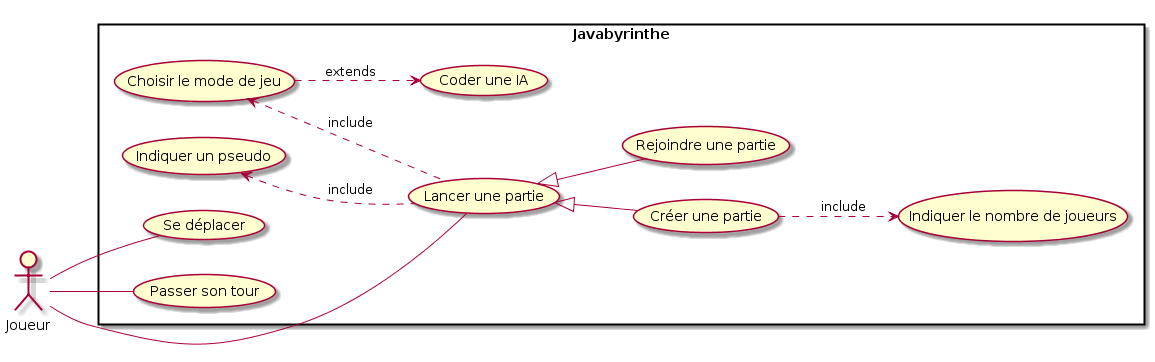 Javabyrinthe
Choisir le mode de jeu
extends
Coder une IA
include
Rejoindre une partie
Indiquer un pseudo
include
Lancer une partie
Créer une partie
include
Indiquer le nombre de joueurs
Se déplacer
Passer son tour
Joueur